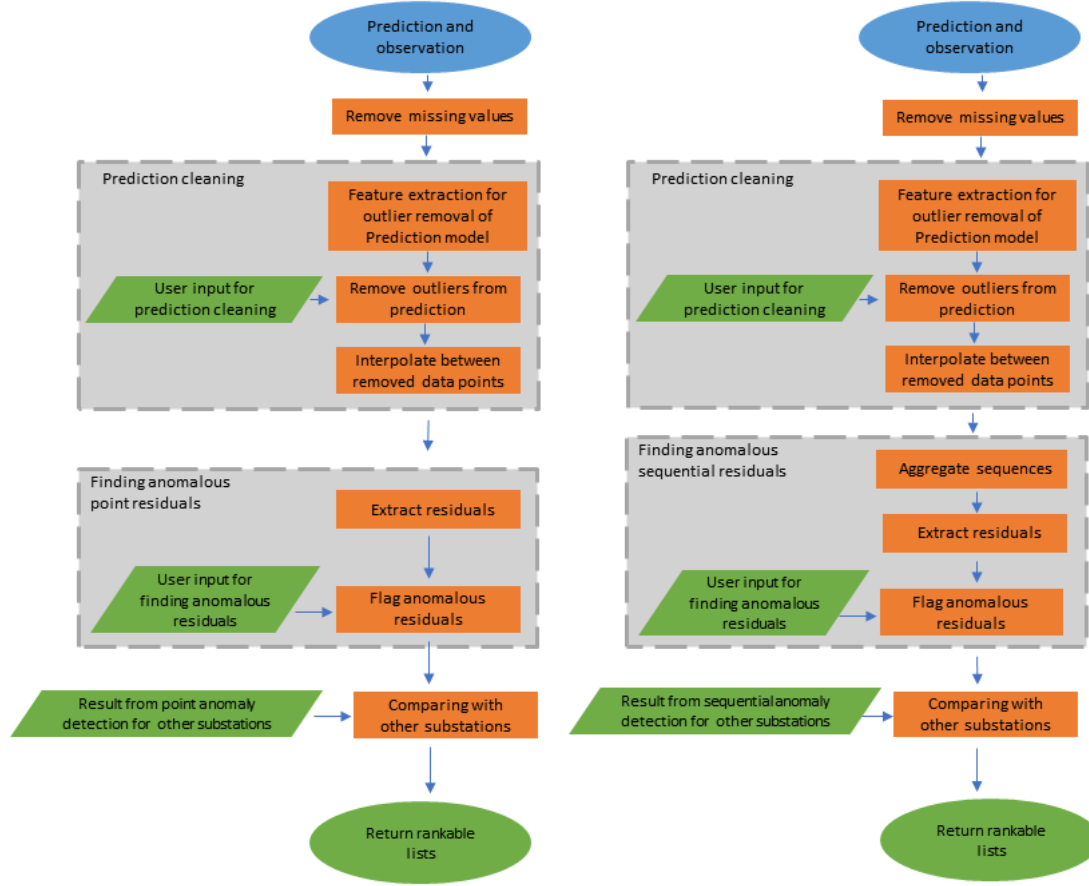 Prediction and
observation
Remove missing values
Prediction cleaning
Feature extraction for
outlier removal of
Prediction model
User input for
prediction cleaning
Remove outliers from
prediction
Interpolate between
removed data points
Finding anomalous
point residuals
Extract residuals
User input for
finding anomalous
residuals
Flag anomalous
residuals
Result from point anomaly
detection for other substations
Comparing with
other substations
Return rankable
lists
Prediction and
observation
Remove missing values
Prediction cleaning
Feature extraction for
outlier removal of
Prediction model
User input for
prediction cleaning
Remove outliers from
prediction
Interpolate between
removed data points
Finding anomalous
sequential residuals
Aggregate sequences
Extract residuals
User input for
finding anomalous
residuals
Flag anomalous
residuals
Result from sequential anomaly
detection for other substations
Comparing with
other substations
Return rankable
lists